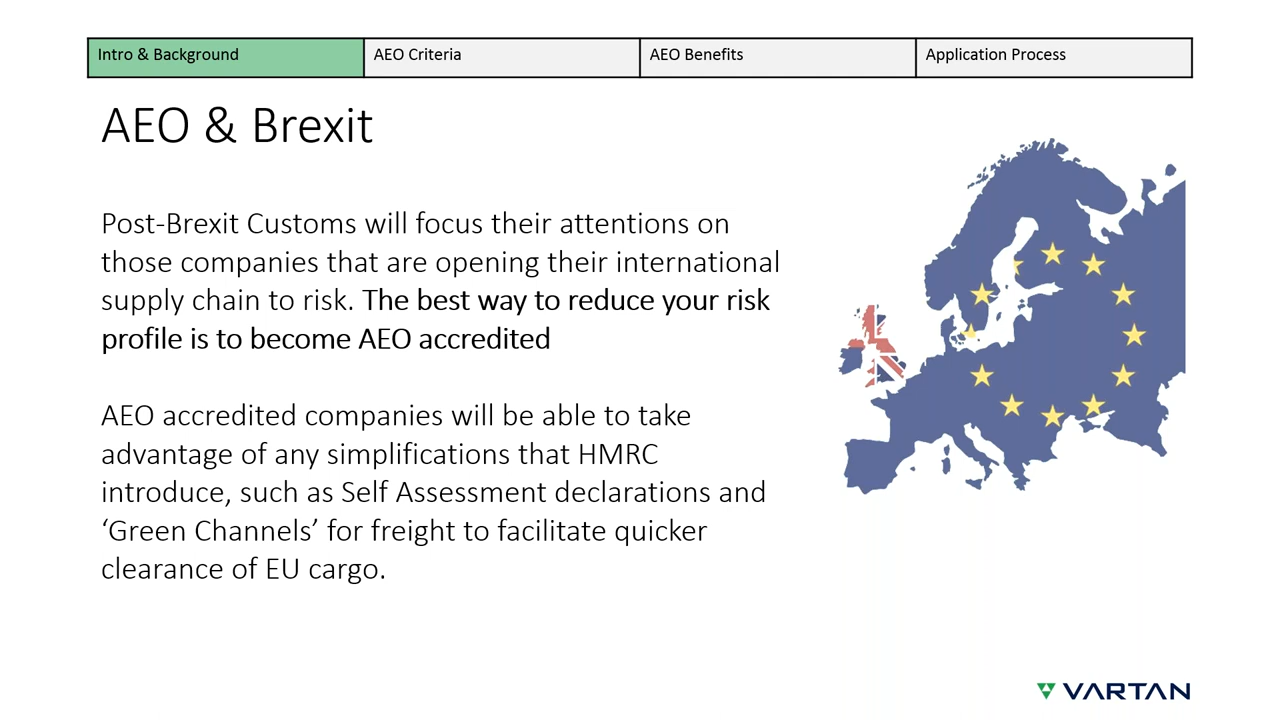 Intro & Background
AEO Criteria
AEO Benefits
Application Process
AEO & Brexit
Post-Brexit Customs will focus their attentions on
those companies that are opening their international
supply chain to risk. The best way to reduce your risk
profile is to become AEO accredited
AEO accredited companies will be able to take
advantage of any simplifications that HMRC
introduce, such as Self Assessment declarations and
‘Green Channels’ for freight to facilitate quicker
clearance of EU cargo.
VARTAN